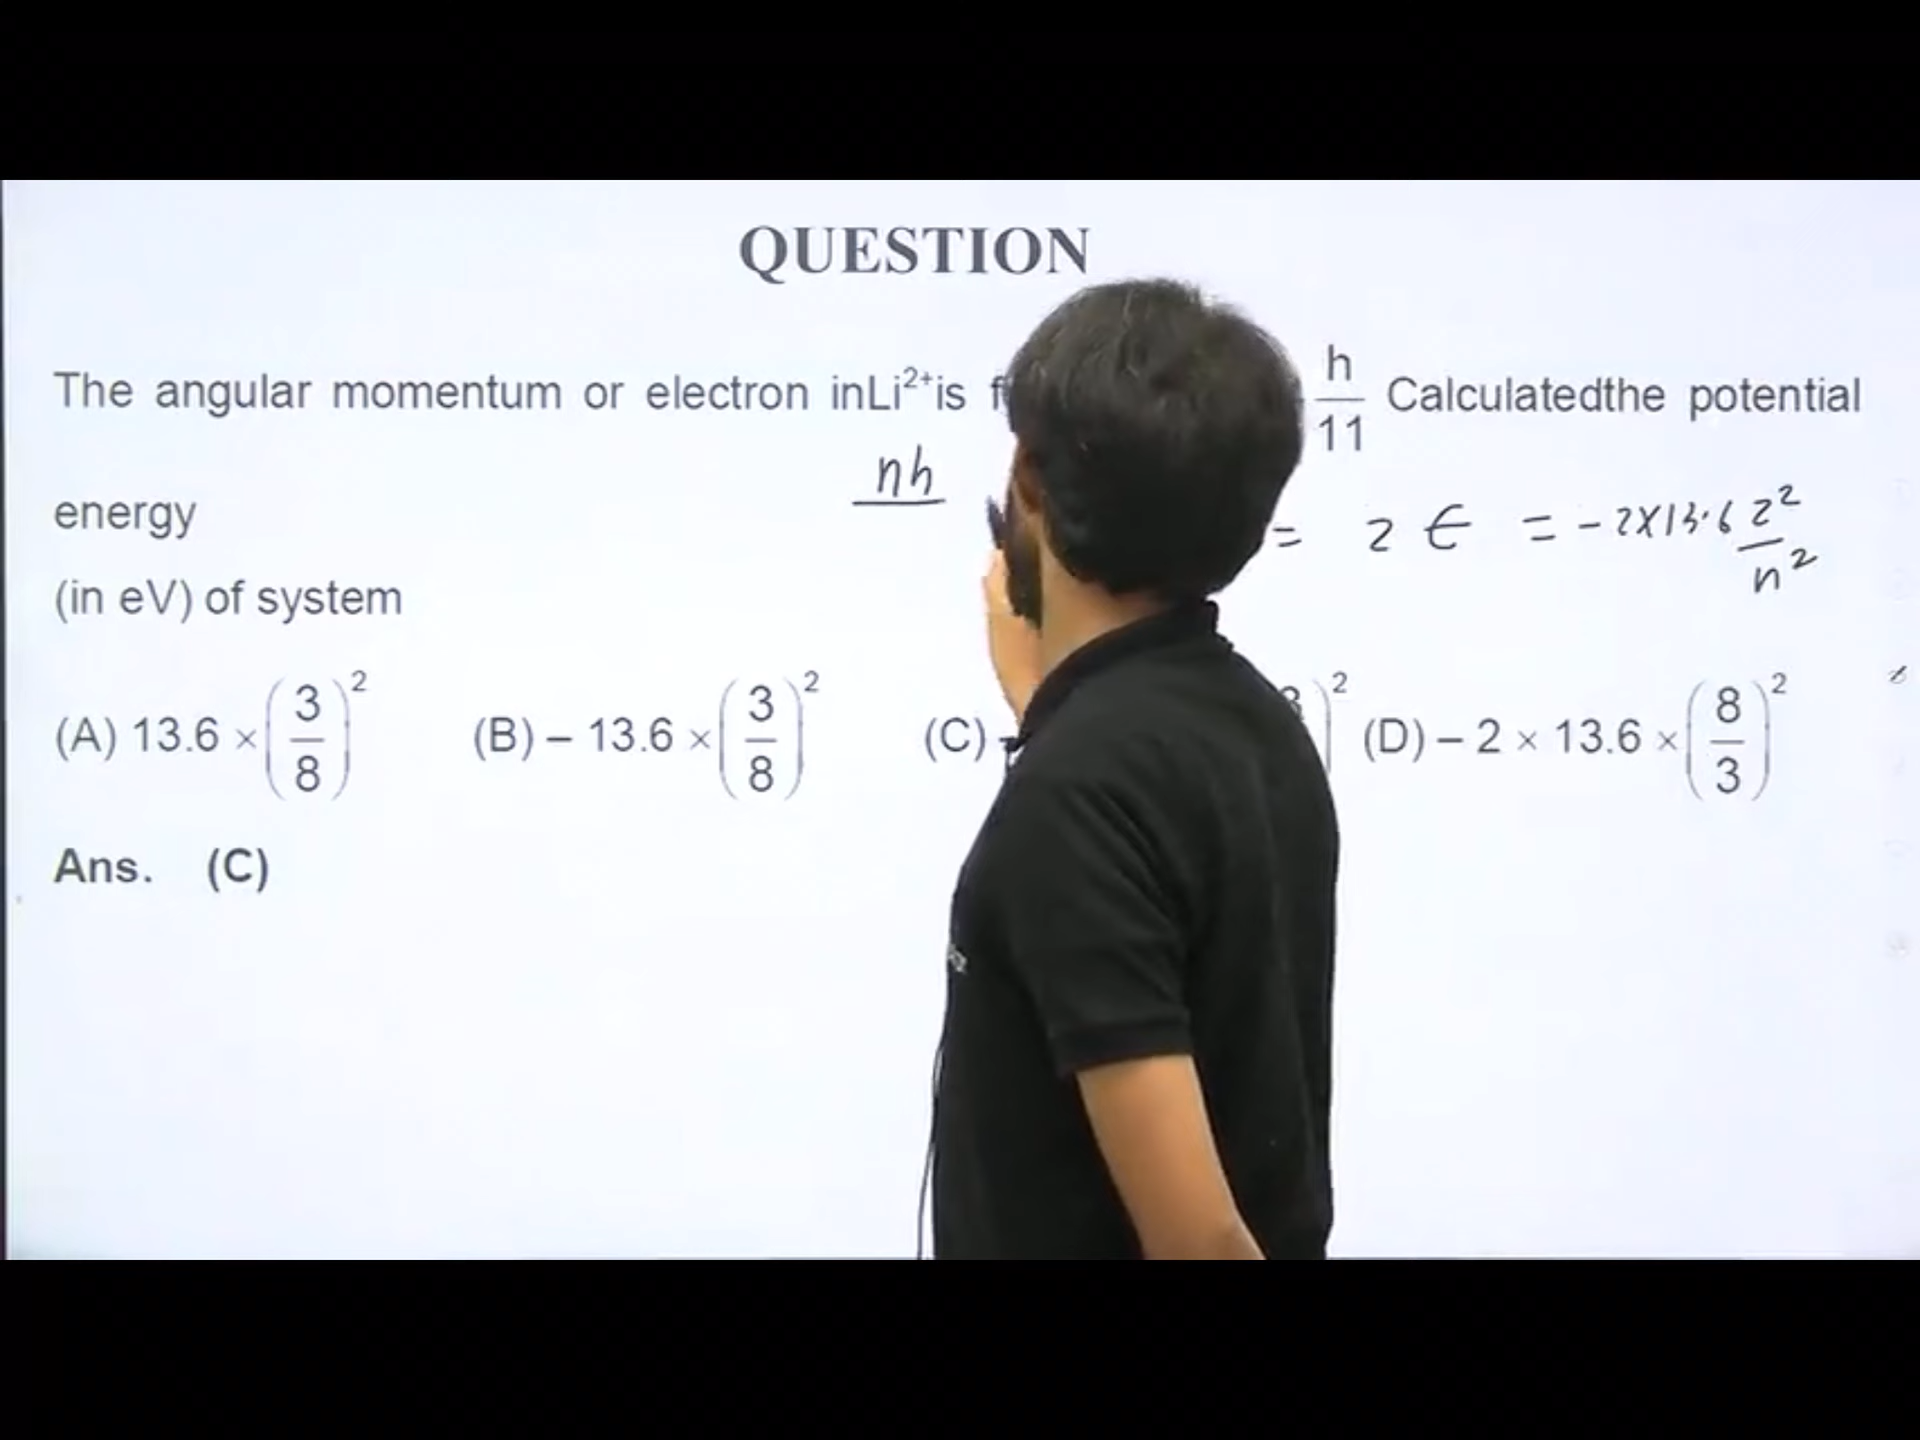 QUESTION
The angular momentum or electron inLi²⁺is h/11 Calculatedthe potential
nh
energy = 2 E = -2X13.6 z²/n²
(in eV) of system
(A) 13.6 × (3/8)² (B) – 13.6 × (3/8)² (C) )² (D) – 2 × 13.6 × (8/3)²
Ans. (C)